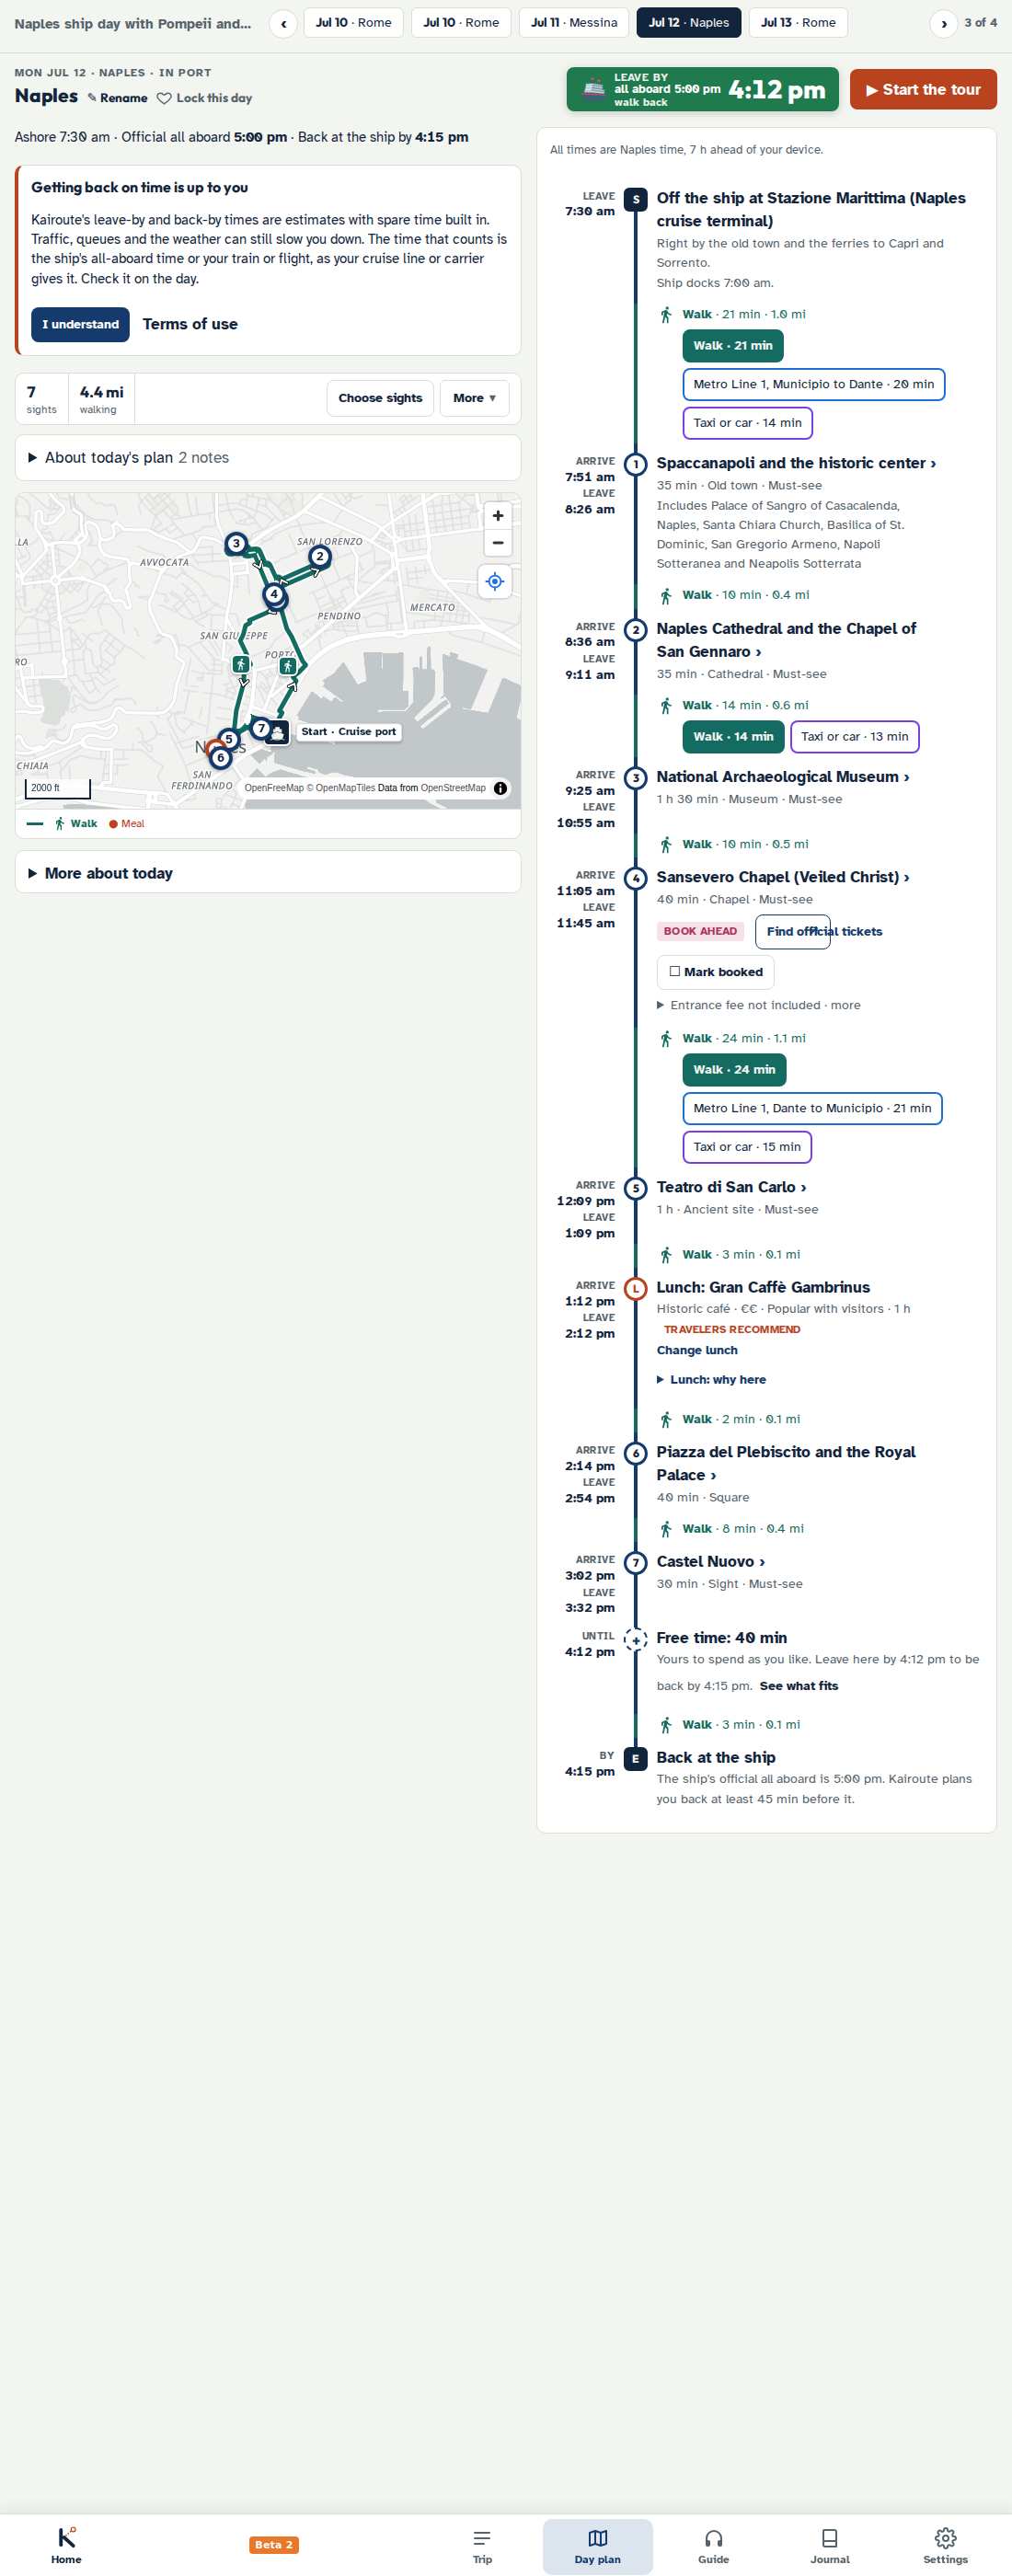 Naples ship day with Pompeii and...
‹
Jul 10 · Rome
Jul 10 · Rome
Jul 11 · Messina
Jul 12 · Naples
Jul 13 · Rome
›
3 of 4
MON JUL 12 · NAPLES · IN PORT
Naples ✎ Rename Lock this day
LEAVE BY
all aboard 5:00 pm
walk back
4:12 pm
▶ Start the tour
Ashore 7:30 am · Official all aboard 5:00 pm · Back at the ship by 4:15 pm
Getting back on time is up to you
Kairoute's leave-by and back-by times are estimates with spare time built in.
Traffic, queues and the weather can still slow you down. The time that counts is
the ship's all-aboard time or your train or flight, as your cruise line or carrier
gives it. Check it on the day.
I understand
Terms of use
7
sights
4.4 mi
walking
Choose sights
More ▼
▶ About today's plan 2 notes
LA
AVVOCATA
3
SAN LORENZO
2
4
PENDINO
MERCATO
SAN GIUSEPPE
PORTO
RO
7
Start · Cruise port
5
6
CHIAIA
SAN
FERDINANDO
2000 ft
OpenFreeMap © OpenMapTiles Data from OpenStreetMap
+
−
Walk
Meal
▶ More about today
All times are Naples time, 7 h ahead of your device.
LEAVE
7:30 am
S
Off the ship at Stazione Marittima (Naples
cruise terminal)
Right by the old town and the ferries to Capri and
Sorrento.
Ship docks 7:00 am.
Walk · 21 min · 1.0 mi
Walk · 21 min
Metro Line 1, Municipio to Dante · 20 min
Taxi or car · 14 min
ARRIVE
7:51 am
LEAVE
8:26 am
1
Spaccanapoli and the historic center ›
35 min · Old town · Must-see
Includes Palace of Sangro of Casacalenda,
Naples, Santa Chiara Church, Basilica of St.
Dominic, San Gregorio Armeno, Napoli
Sotteranea and Neapolis Sotterrata
Walk · 10 min · 0.4 mi
ARRIVE
8:36 am
LEAVE
9:11 am
2
Naples Cathedral and the Chapel of
San Gennaro ›
35 min · Cathedral · Must-see
Walk · 14 min · 0.6 mi
Walk · 14 min
Taxi or car · 13 min
ARRIVE
9:25 am
LEAVE
10:55 am
3
National Archaeological Museum ›
1 h 30 min · Museum · Must-see
Walk · 10 min · 0.5 mi
ARRIVE
11:05 am
LEAVE
11:45 am
4
Sansevero Chapel (Veiled Christ) ›
40 min · Chapel · Must-see
BOOK AHEAD
Find official tickets
☐ Mark booked
▶ Entrance fee not included · more
Walk · 24 min · 1.1 mi
Walk · 24 min
Metro Line 1, Dante to Municipio · 21 min
Taxi or car · 15 min
ARRIVE
12:09 pm
LEAVE
1:09 pm
5
Teatro di San Carlo ›
1 h · Ancient site · Must-see
Walk · 3 min · 0.1 mi
ARRIVE
1:12 pm
LEAVE
2:12 pm
L
Lunch: Gran Caffè Gambrinus
Historic café · €€ · Popular with visitors · 1 h
TRAVELERS RECOMMEND
Change lunch
▶ Lunch: why here
Walk · 2 min · 0.1 mi
ARRIVE
2:14 pm
LEAVE
2:54 pm
6
Piazza del Plebiscito and the Royal
Palace ›
40 min · Square
Walk · 8 min · 0.4 mi
ARRIVE
3:02 pm
LEAVE
3:32 pm
7
Castel Nuovo ›
30 min · Sight · Must-see
UNTIL
4:12 pm
+
Free time: 40 min
Yours to spend as you like. Leave here by 4:12 pm to be
back by 4:15 pm. See what fits
Walk · 3 min · 0.1 mi
BY
4:15 pm
E
Back at the ship
The ship's official all aboard is 5:00 pm. Kairoute plans
you back at least 45 min before it.
Home
Beta 2
Trip
Day plan
Guide
Journal
Settings